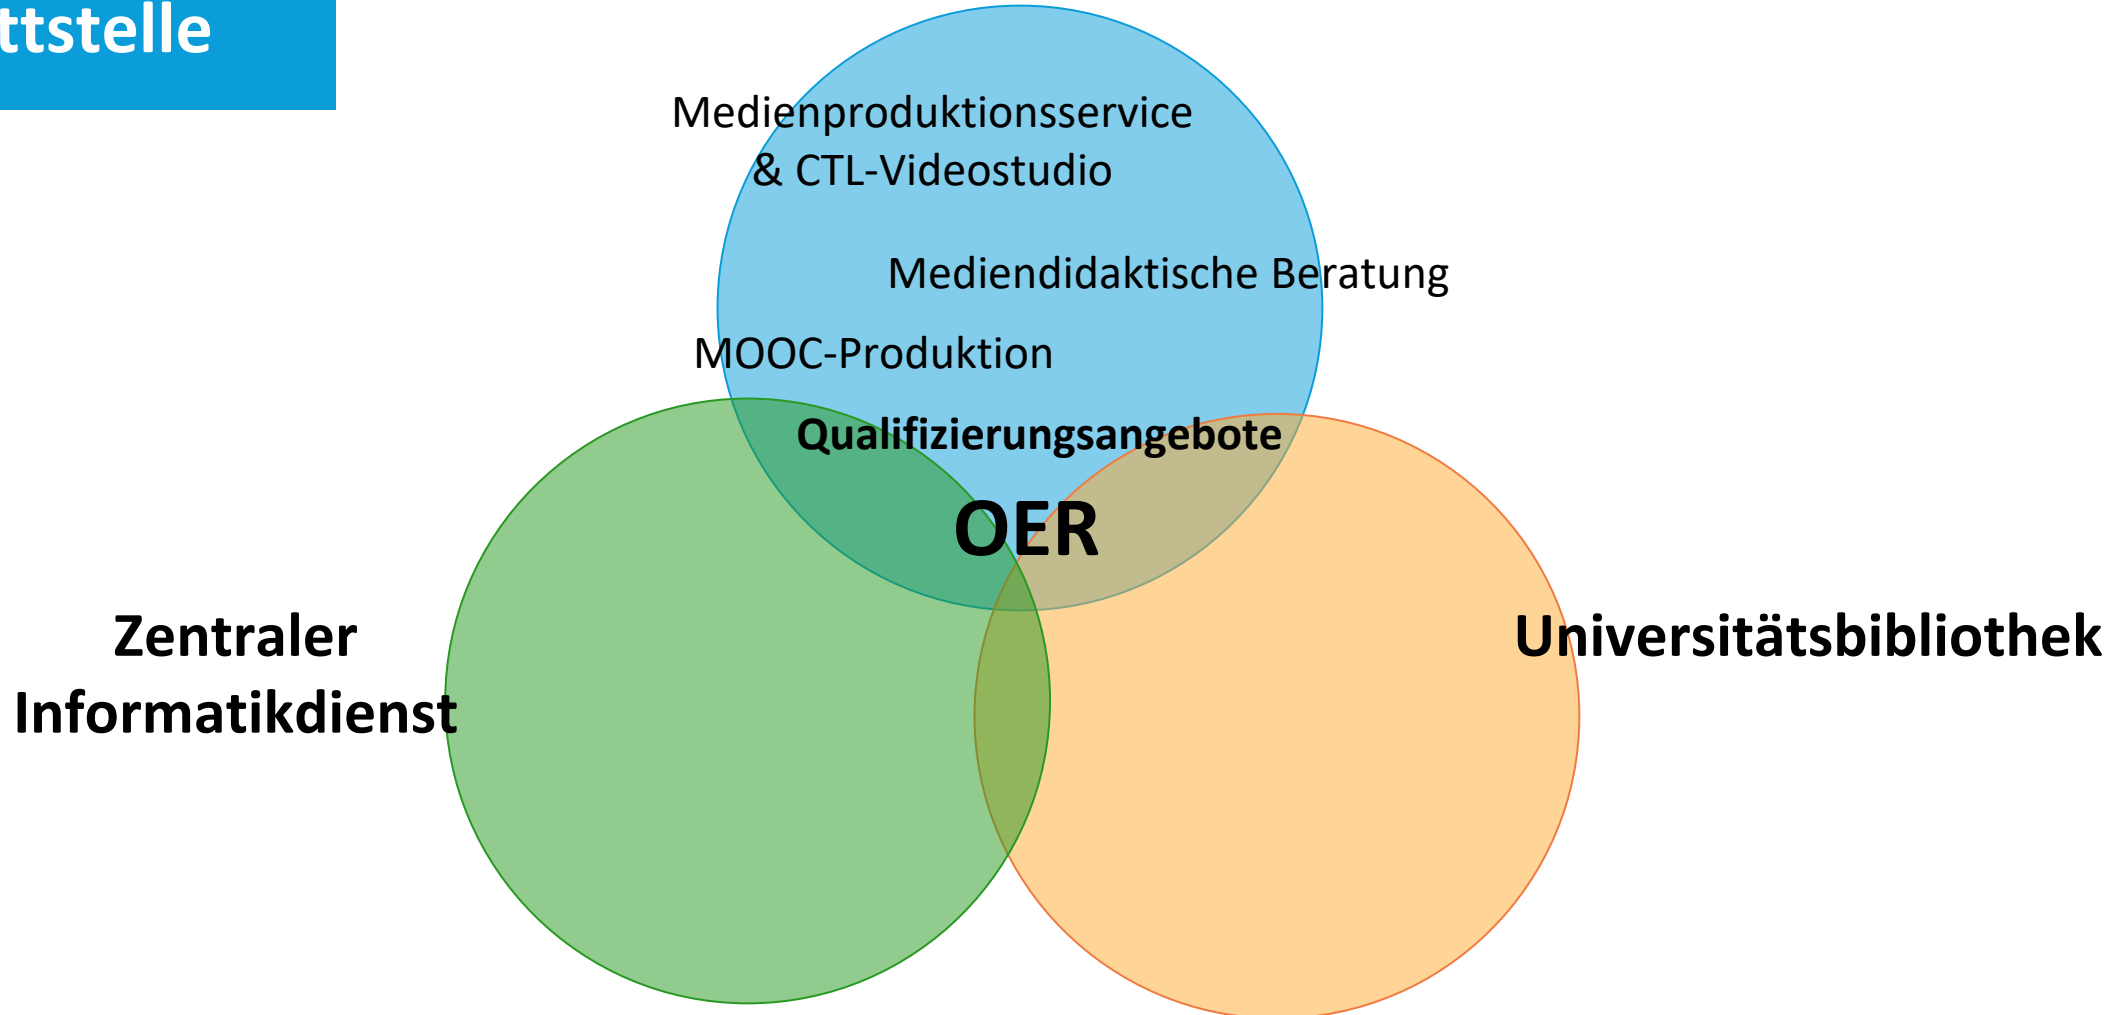 ttstelle
Medienproduktionsservice
& CTL-Videostudio
Mediendidaktische Beratung
MOOC-Produktion
Qualifizierungsangebote
OER
Zentraler
Informatikdienst
Universitätsbibliothek